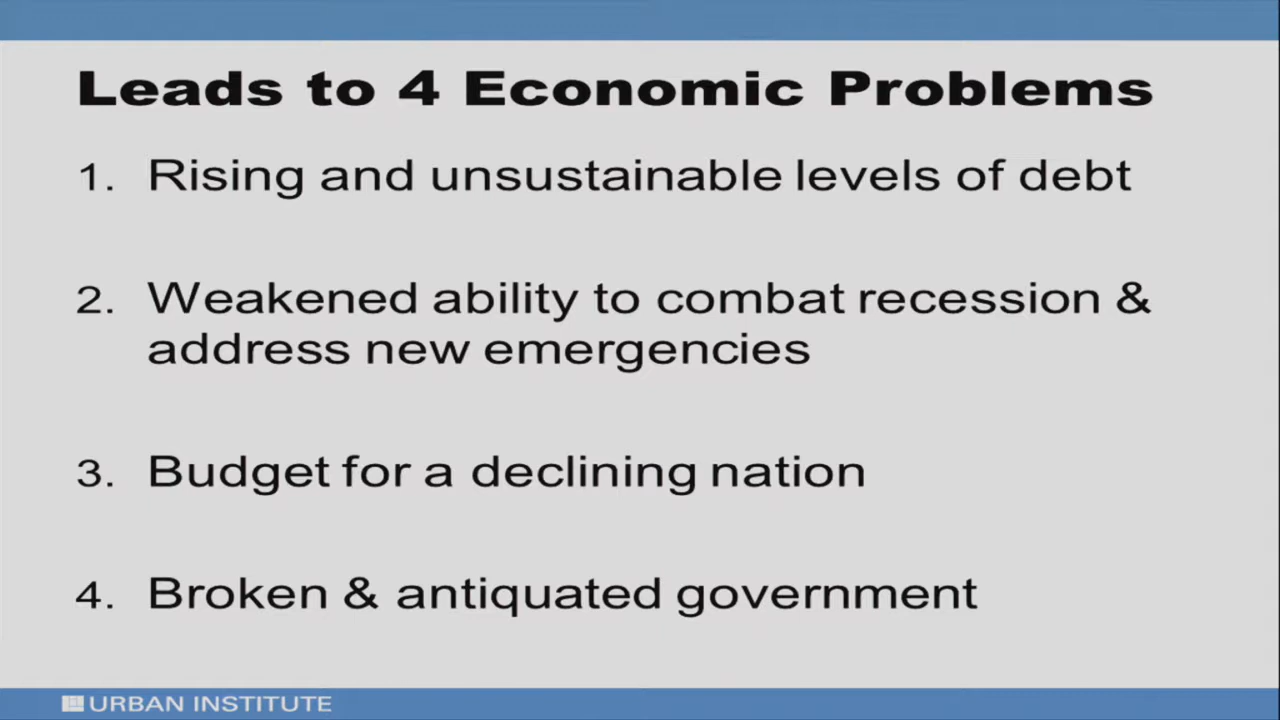 Leads to 4 Economic Problems
1. Rising and unsustainable levels of debt
2. Weakened ability to combat recession &
address new emergencies
3. Budget for a declining nation
4. Broken & antiquated government
URBAN INSTITUTE